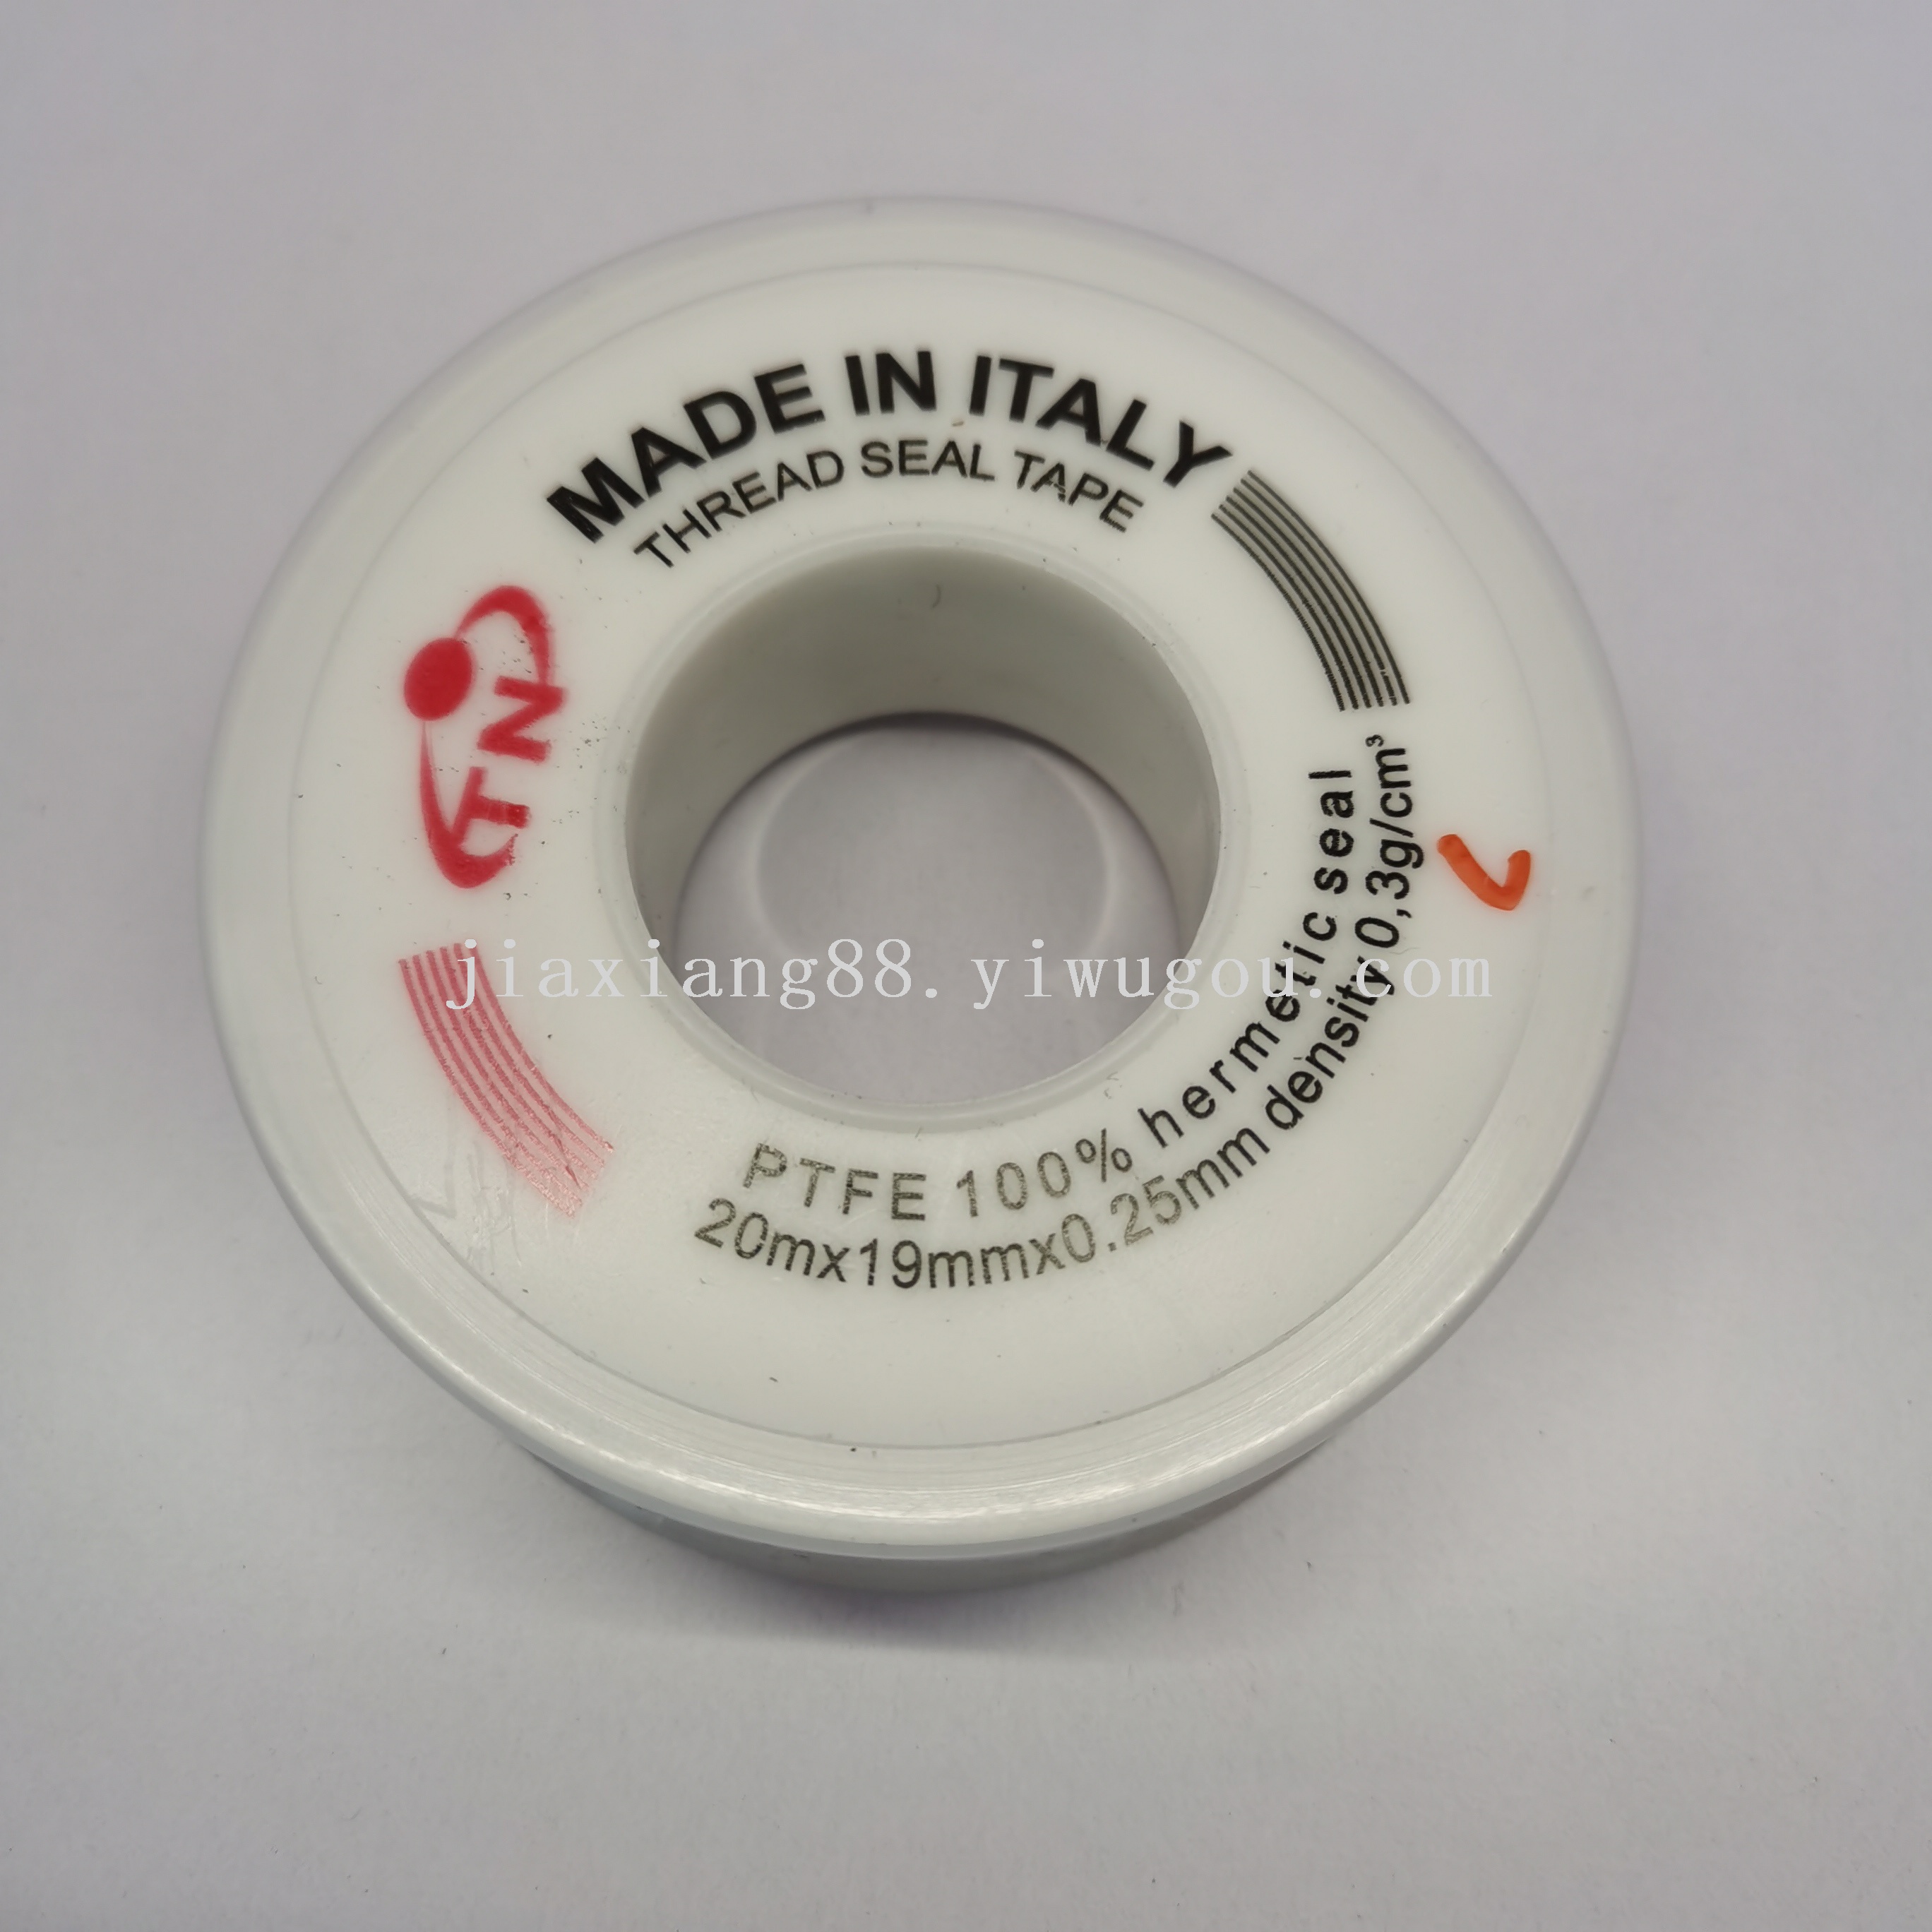 MADE IN ITALY
THREAD SEAL TAPE
TN
PTFE 100% hermetic seal
20mx19mmx0.25mm density 0,3g/cm³
jiaxiang88.yiwugou.com